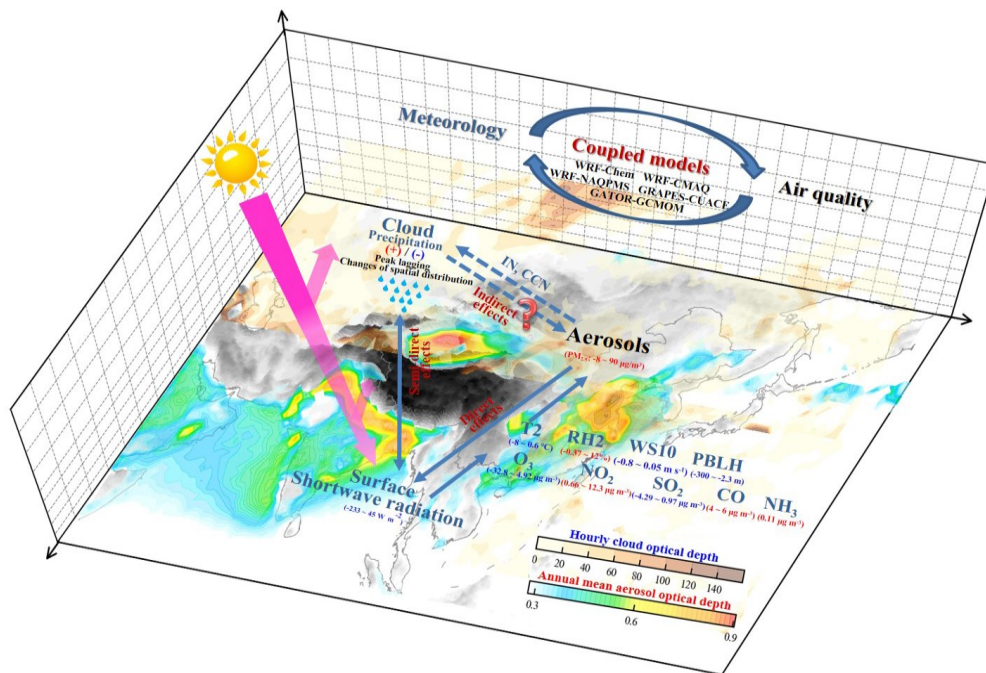 Meteorology
Coupled models
WRF-Chem WRF-CMAQ
WRF-NAQPMS GRAPES-CUACE
GATOR-GCMOM
Air quality
Cloud
Precipitation
(+) / (-)
Peak lagging
Changes of spatial distribution
IN, CCN
Indirect
effects
?
Aerosols
(PM₂.₅: -8 ~ 90 μg/m³)
Semi-direct
effects
Direct
effects
T2
(-8 ~ 0.6 °C)
RH2
(-0.37 ~ 12%)
WS10
(-0.8 ~ 0.05 m s⁻¹)
PBLH
(-300 ~ -2.3 m)
O₃
(-32.8 ~ 4.92 μg m⁻³)
NO₂
(0.66 ~ 12.3 μg m⁻³)
SO₂
(-4.29 ~ 0.97 μg m⁻³)
CO
(4 ~ 6 μg m⁻³)
NH₃
(0.11 μg m⁻³)
Surface
Shortwave radiation
(-233 ~ 45 W m⁻²)
Hourly cloud optical depth
0 20 40 60 80 100 120 140
Annual mean aerosol optical depth
0.3 0.6 0.9